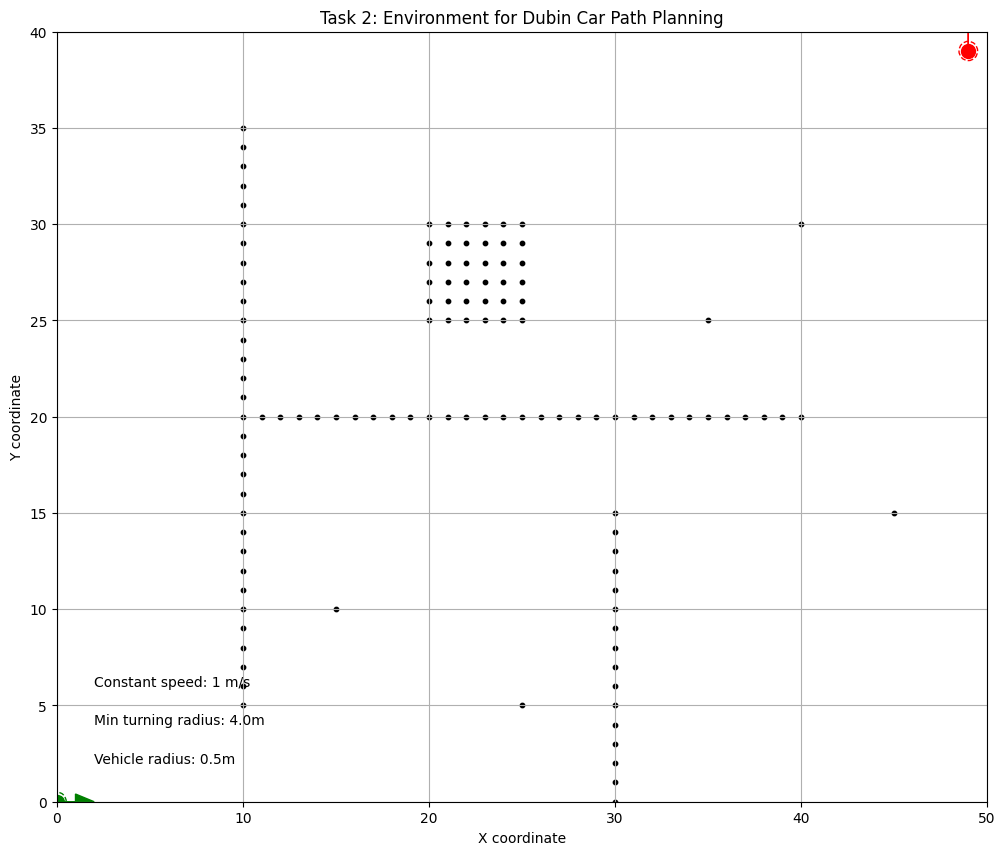 Task 2: Environment for Dubin Car Path Planning
40
35
30
25
20
15
10
5
0
Y coordinate
Constant speed: 1 m/s
Min turning radius: 4.0m
Vehicle radius: 0.5m
0
10
20
30
40
50
X coordinate